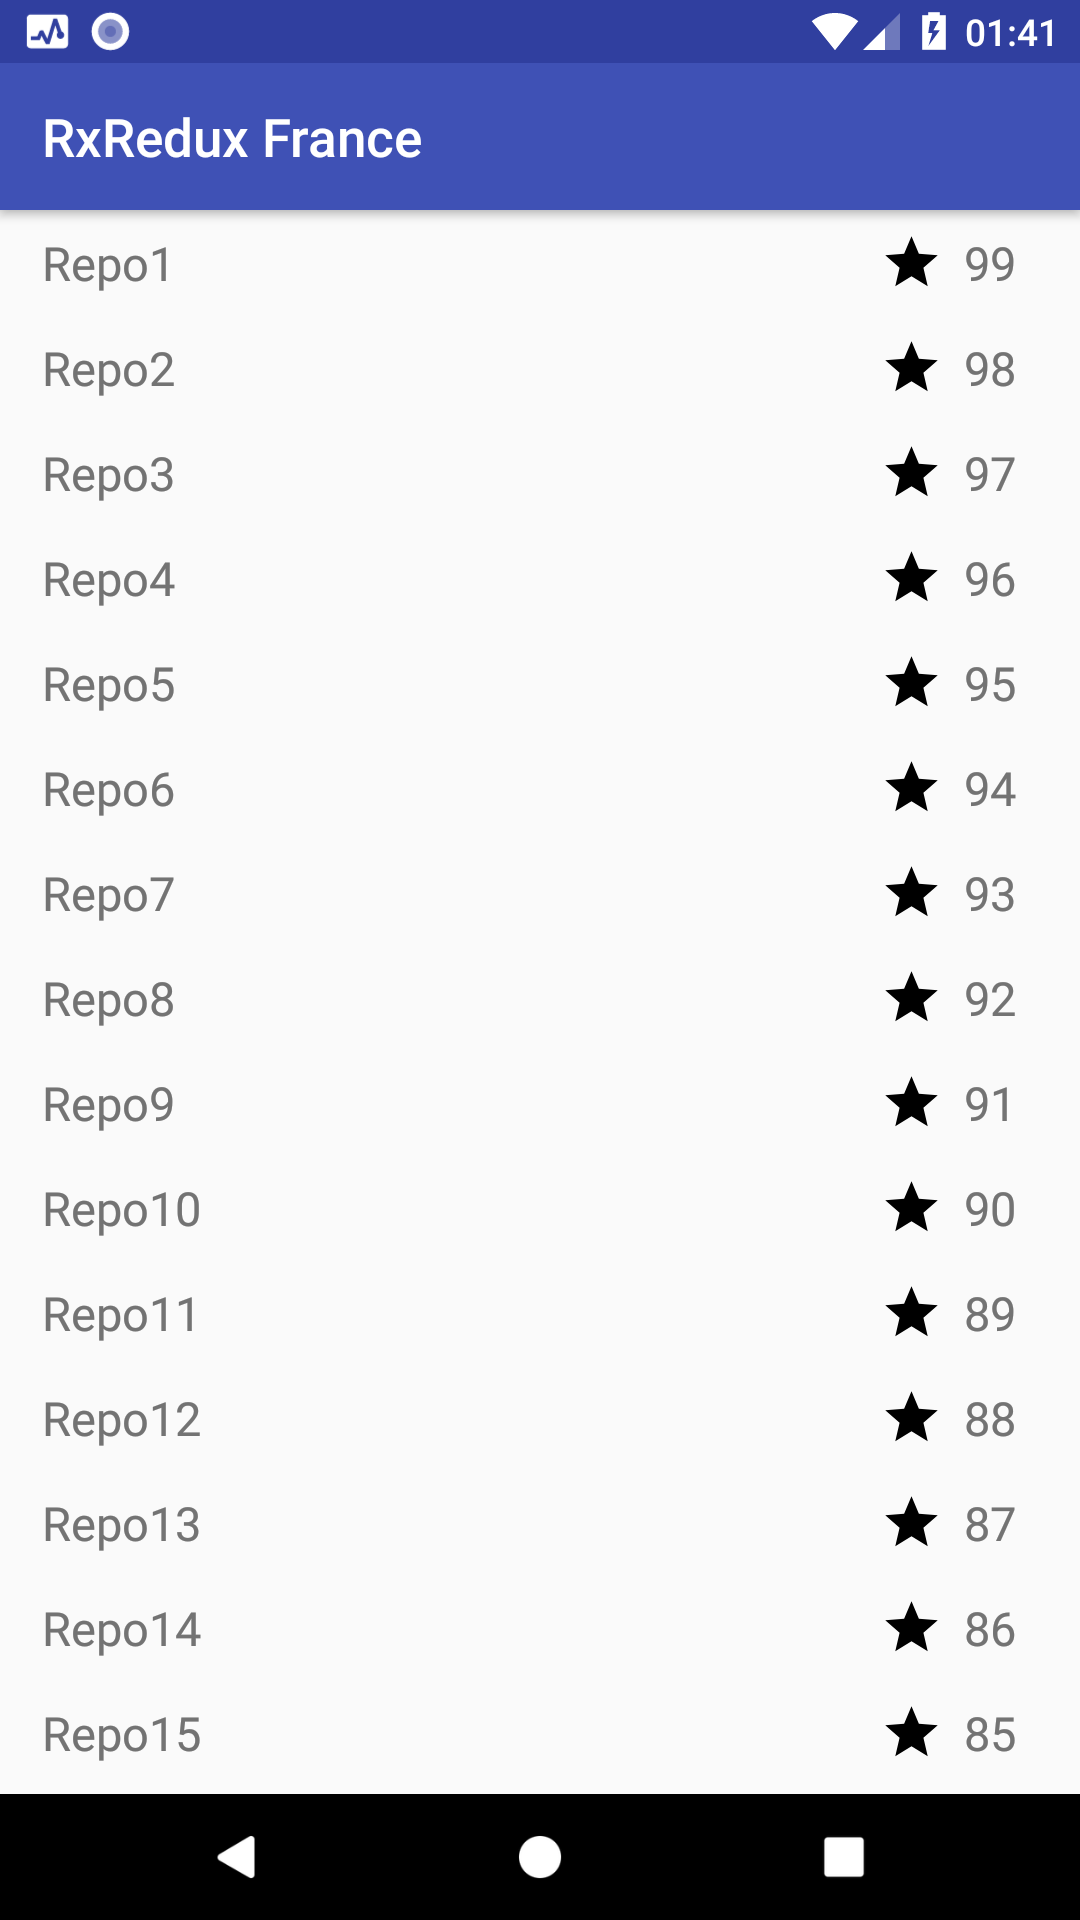 01:41
RxRedux France
Repo1 99
Repo2 98
Repo3 97
Repo4 96
Repo5 95
Repo6 94
Repo7 93
Repo8 92
Repo9 91
Repo10 90
Repo11 89
Repo12 88
Repo13 87
Repo14 86
Repo15 85